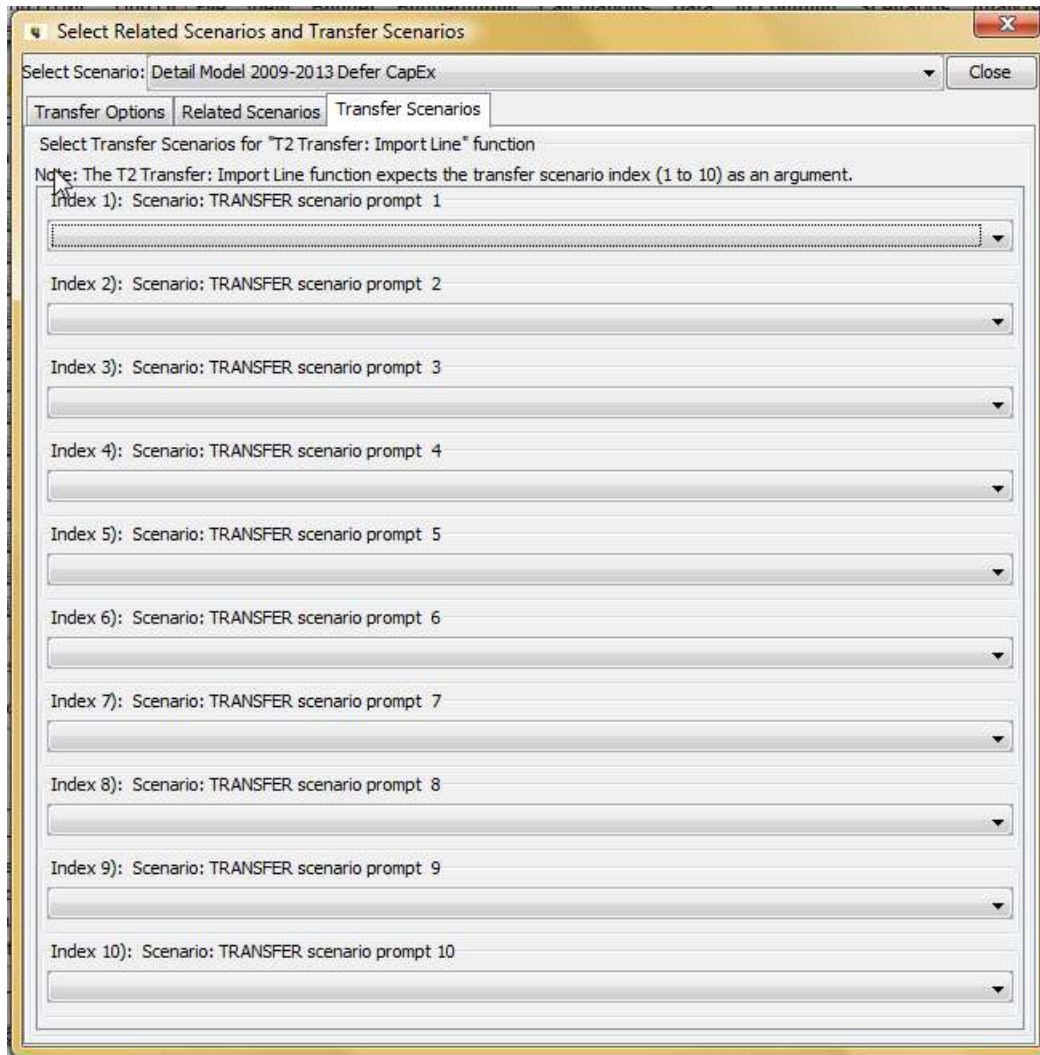 Select Related Scenarios and Transfer Scenarios
Select Scenario: Detail Model 2009-2013 Defer CapEx Close
Transfer Options Related Scenarios Transfer Scenarios
Select Transfer Scenarios for "T2 Transfer: Import Line" function
Note: The T2 Transfer: Import Line function expects the transfer scenario index (1 to 10) as an argument.
Index 1): Scenario: TRANSFER scenario prompt 1
Index 2): Scenario: TRANSFER scenario prompt 2
Index 3): Scenario: TRANSFER scenario prompt 3
Index 4): Scenario: TRANSFER scenario prompt 4
Index 5): Scenario: TRANSFER scenario prompt 5
Index 6): Scenario: TRANSFER scenario prompt 6
Index 7): Scenario: TRANSFER scenario prompt 7
Index 8): Scenario: TRANSFER scenario prompt 8
Index 9): Scenario: TRANSFER scenario prompt 9
Index 10): Scenario: TRANSFER scenario prompt 10